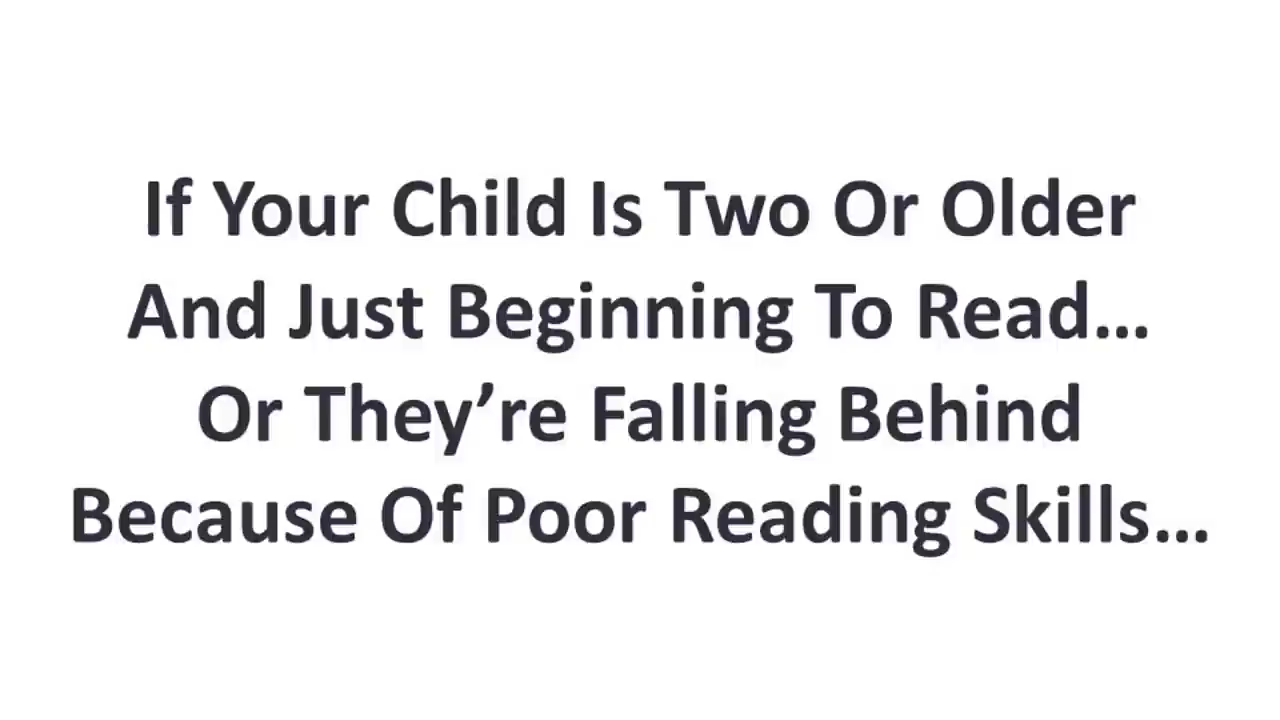 If Your Child Is Two Or Older
And Just Beginning To Read...
Or They’re Falling Behind
Because Of Poor Reading Skills...